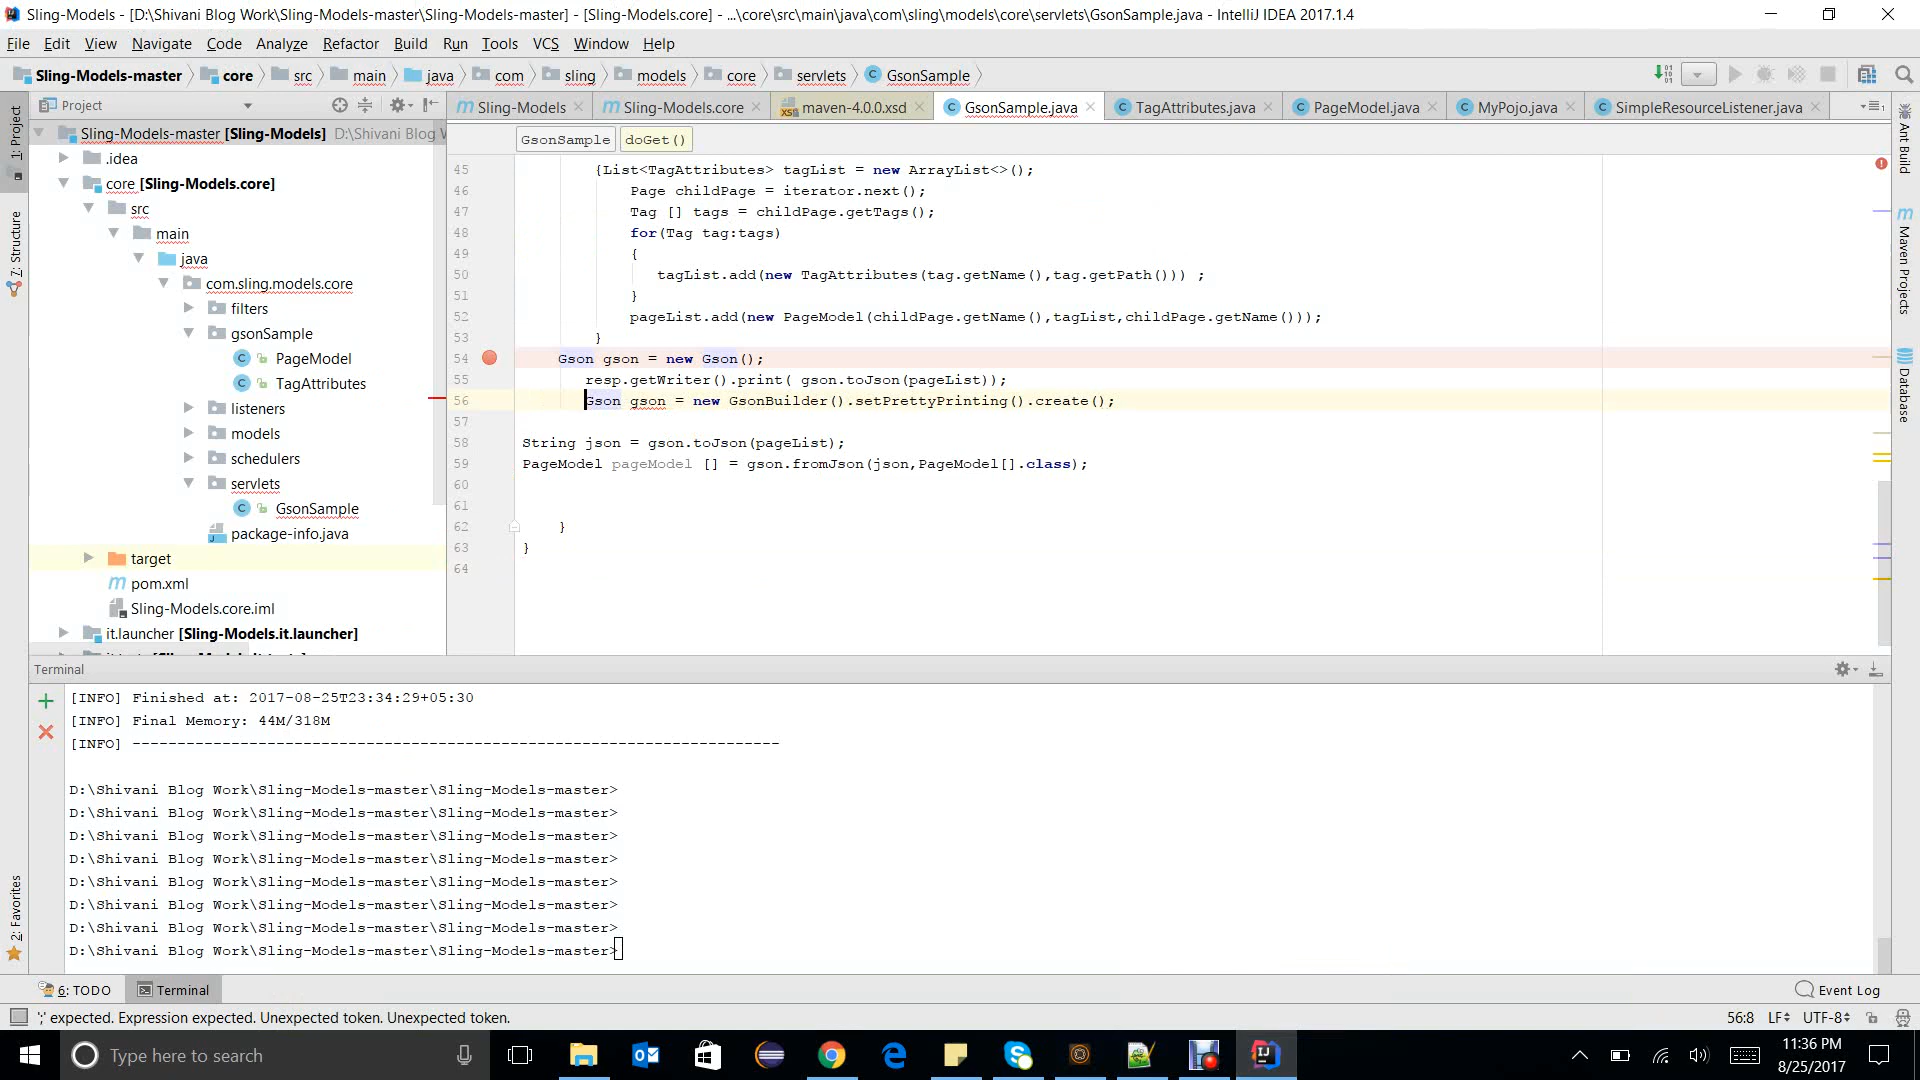 Sling-Models - [D:\Shivani Blog Work\Sling-Models-master\Sling-Models-master] - [Sling-Models.core] - ...\core\src\main\java\com\sling\models\core\servlets\GsonSample.java - IntelliJ IDEA 2017.1.4
File Edit View Navigate Code Analyze Refactor Build Run Tools VCS Window Help
Sling-Models-master core src main java com sling models core servlets GsonSample
Project Sling-Models Sling-Models.core maven-4.0.0.xsd GsonSample.java TagAttributes.java PageModel.java MyPojo.java SimpleResourceListener.java
1: Project
7: Structure
2: Favorites
Sling-Models-master [Sling-Models] D:\Shivani Blog W
.idea
core [Sling-Models.core]
src
main
java
com.sling.models.core
filters
gsonSample
PageModel
TagAttributes
listeners
models
schedulers
servlets
GsonSample
package-info.java
target
pom.xml
Sling-Models.core.iml
it.launcher [Sling-Models.it.launcher]
GsonSample doGet()
45 {List<TagAttributes> tagList = new ArrayList<>();
46 Page childPage = iterator.next();
47 Tag [] tags = childPage.getTags();
48 for(Tag tag:tags)
49 {
50 tagList.add(new TagAttributes(tag.getName(),tag.getPath())) ;
51 }
52 pageList.add(new PageModel(childPage.getName(),tagList,childPage.getName()));
53 }
54 Gson gson = new Gson();
55 resp.getWriter().print( gson.toJson(pageList));
56 Gson gson = new GsonBuilder().setPrettyPrinting().create();
57
58 String json = gson.toJson(pageList);
59 PageModel pageModel [] = gson.fromJson(json,PageModel[].class);
60
61
62 }
63 }
64
Ant Build
Maven Projects
Database
Terminal
[INFO] Finished at: 2017-08-25T23:34:29+05:30
[INFO] Final Memory: 44M/318M
[INFO] ------------------------------------------------------------------------
D:\Shivani Blog Work\Sling-Models-master\Sling-Models-master>
D:\Shivani Blog Work\Sling-Models-master\Sling-Models-master>
D:\Shivani Blog Work\Sling-Models-master\Sling-Models-master>
D:\Shivani Blog Work\Sling-Models-master\Sling-Models-master>
D:\Shivani Blog Work\Sling-Models-master\Sling-Models-master>
D:\Shivani Blog Work\Sling-Models-master\Sling-Models-master>
D:\Shivani Blog Work\Sling-Models-master\Sling-Models-master>
D:\Shivani Blog Work\Sling-Models-master\Sling-Models-master>
6: TODO Terminal Event Log
';' expected. Expression expected. Unexpected token. Unexpected token. 56:8 LF UTF-8
Type here to search
11:36 PM
8/25/2017